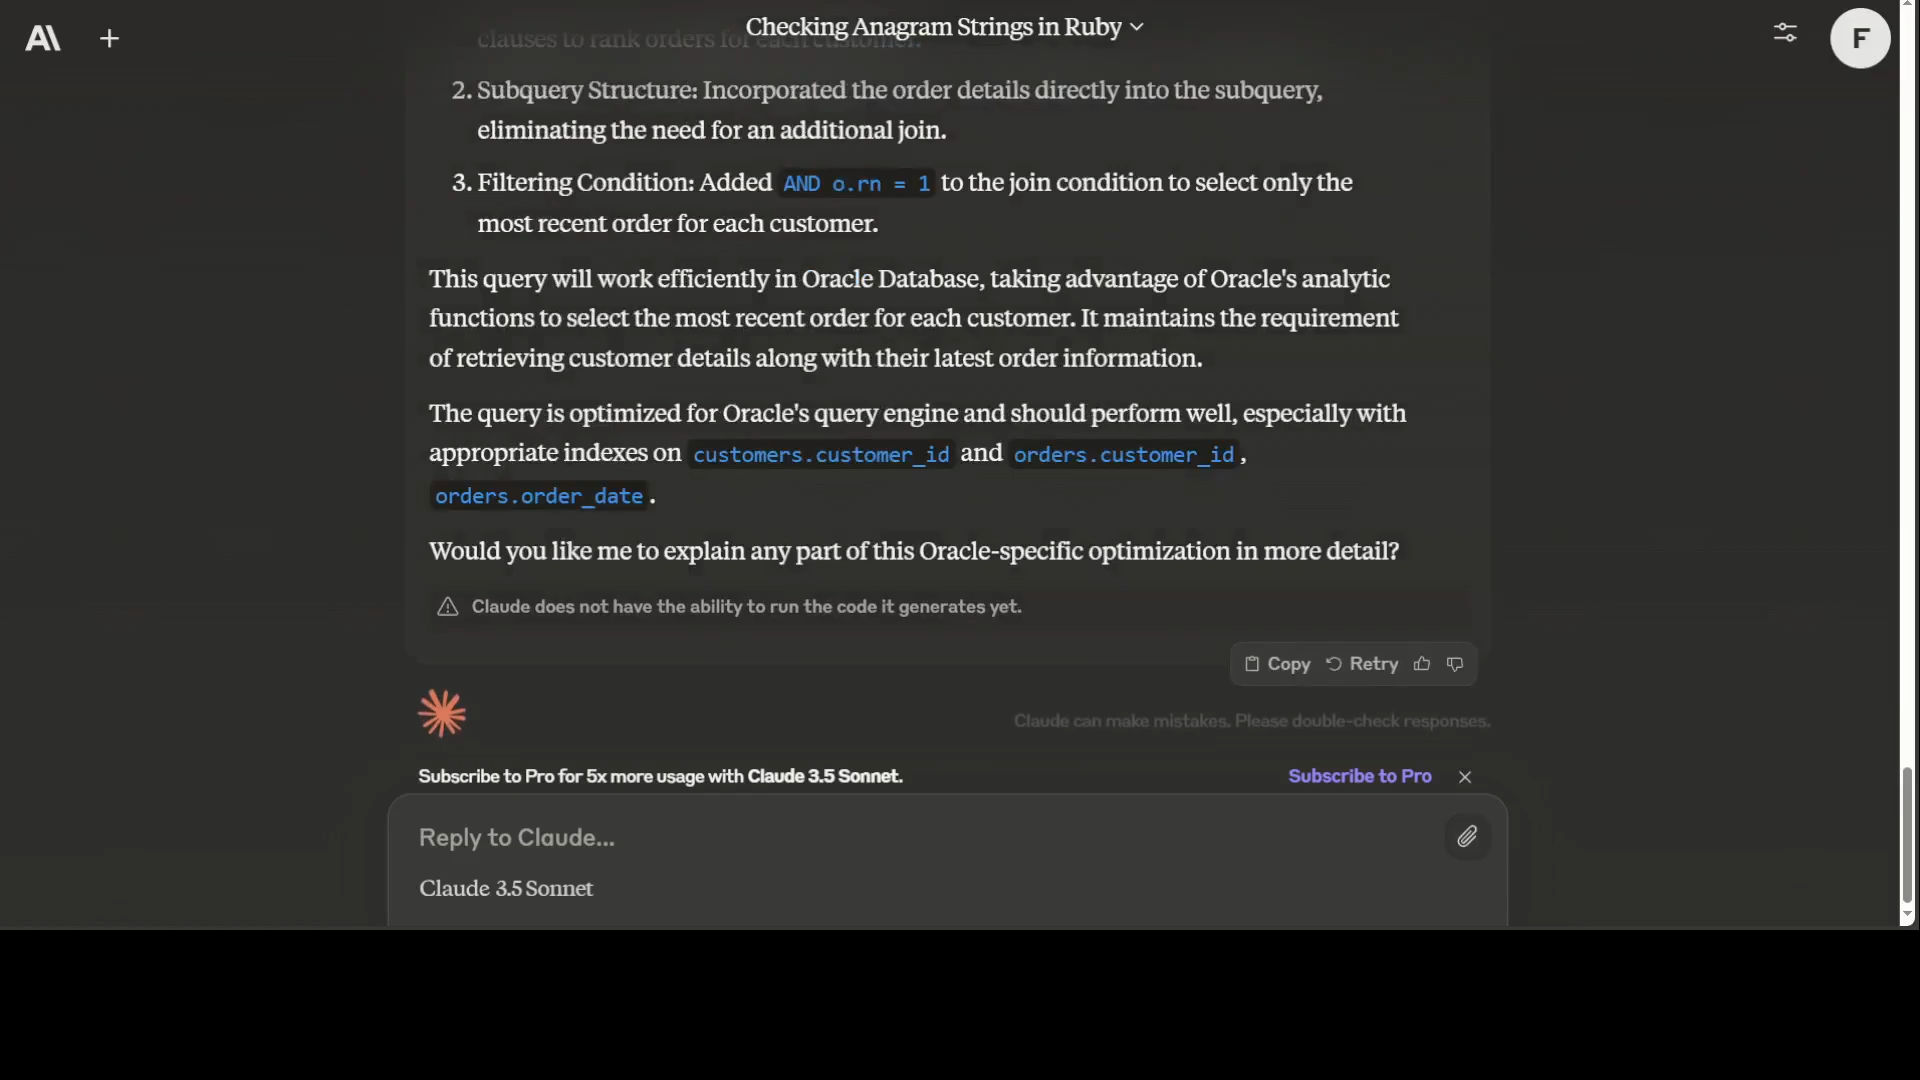 Checking Anagram Strings in Ruby
F
clauses to rank orders for each customer.
2. Subquery Structure: Incorporated the order details directly into the subquery,
eliminating the need for an additional join.
3. Filtering Condition: Added AND o.rn = 1 to the join condition to select only the
most recent order for each customer.
This query will work efficiently in Oracle Database, taking advantage of Oracle's analytic
functions to select the most recent order for each customer. It maintains the requirement
of retrieving customer details along with their latest order information.
The query is optimized for Oracle's query engine and should perform well, especially with
appropriate indexes on customers.customer_id and orders.customer_id,
orders.order_date.
Would you like me to explain any part of this Oracle-specific optimization in more detail?
Claude does not have the ability to run the code it generates yet.
Copy Retry
Claude can make mistakes. Please double-check responses.
Subscribe to Pro for 5x more usage with Claude 3.5 Sonnet. Subscribe to Pro
Reply to Claude...
Claude 3.5 Sonnet